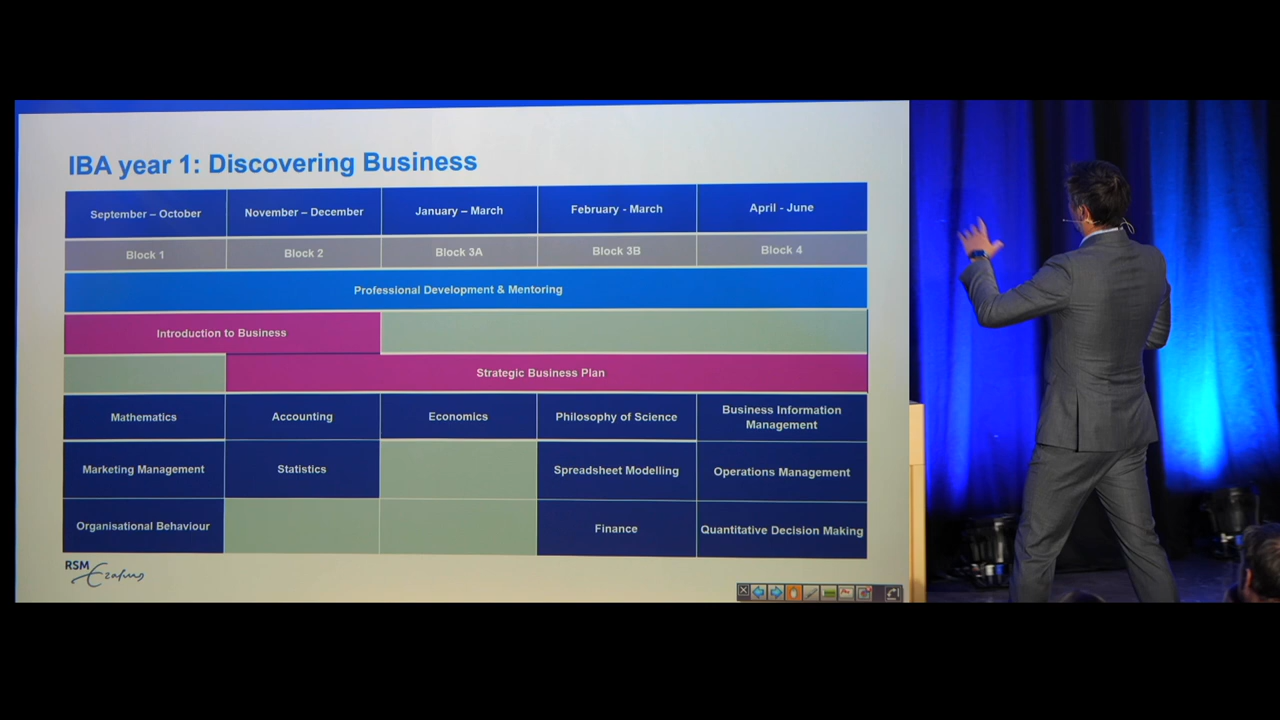 IBA year 1: Discovering Business
September – October
November – December
January – March
February - March
April - June
Block 1
Block 2
Block 3A
Block 3B
Block 4
Professional Development & Mentoring
Introduction to Business
Strategic Business Plan
Mathematics
Accounting
Economics
Philosophy of Science
Business Information
Management
Marketing Management
Statistics
Spreadsheet Modelling
Operations Management
Organisational Behaviour
Finance
Quantitative Decision Making
RSM
Erasmus